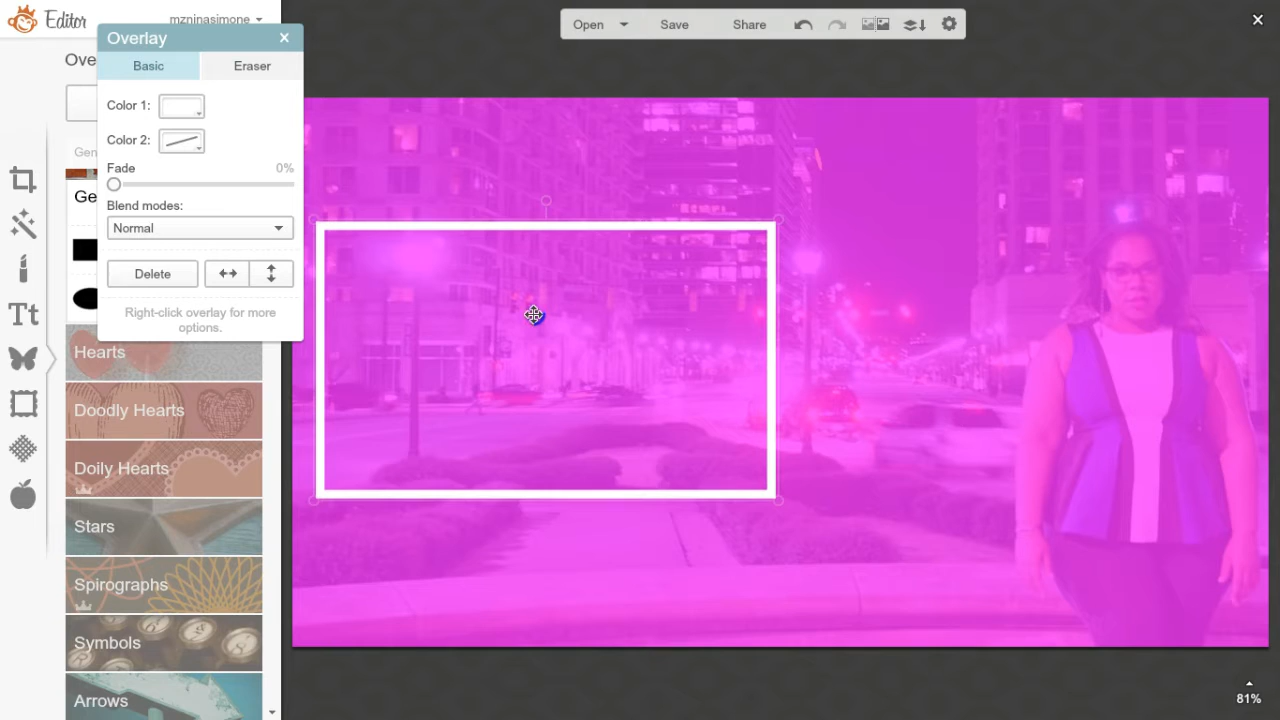 Editor
mzninasimone
Open
Save
Share
Ove
Overlay
Basic
Eraser
Color 1:
Color 2:
Fade
0%
Blend modes:
Normal
Delete
Right-click overlay for more
options.
Gen
Ge
Hearts
Doodly Hearts
Doily Hearts
Stars
Spirographs
Symbols
Arrows
81%